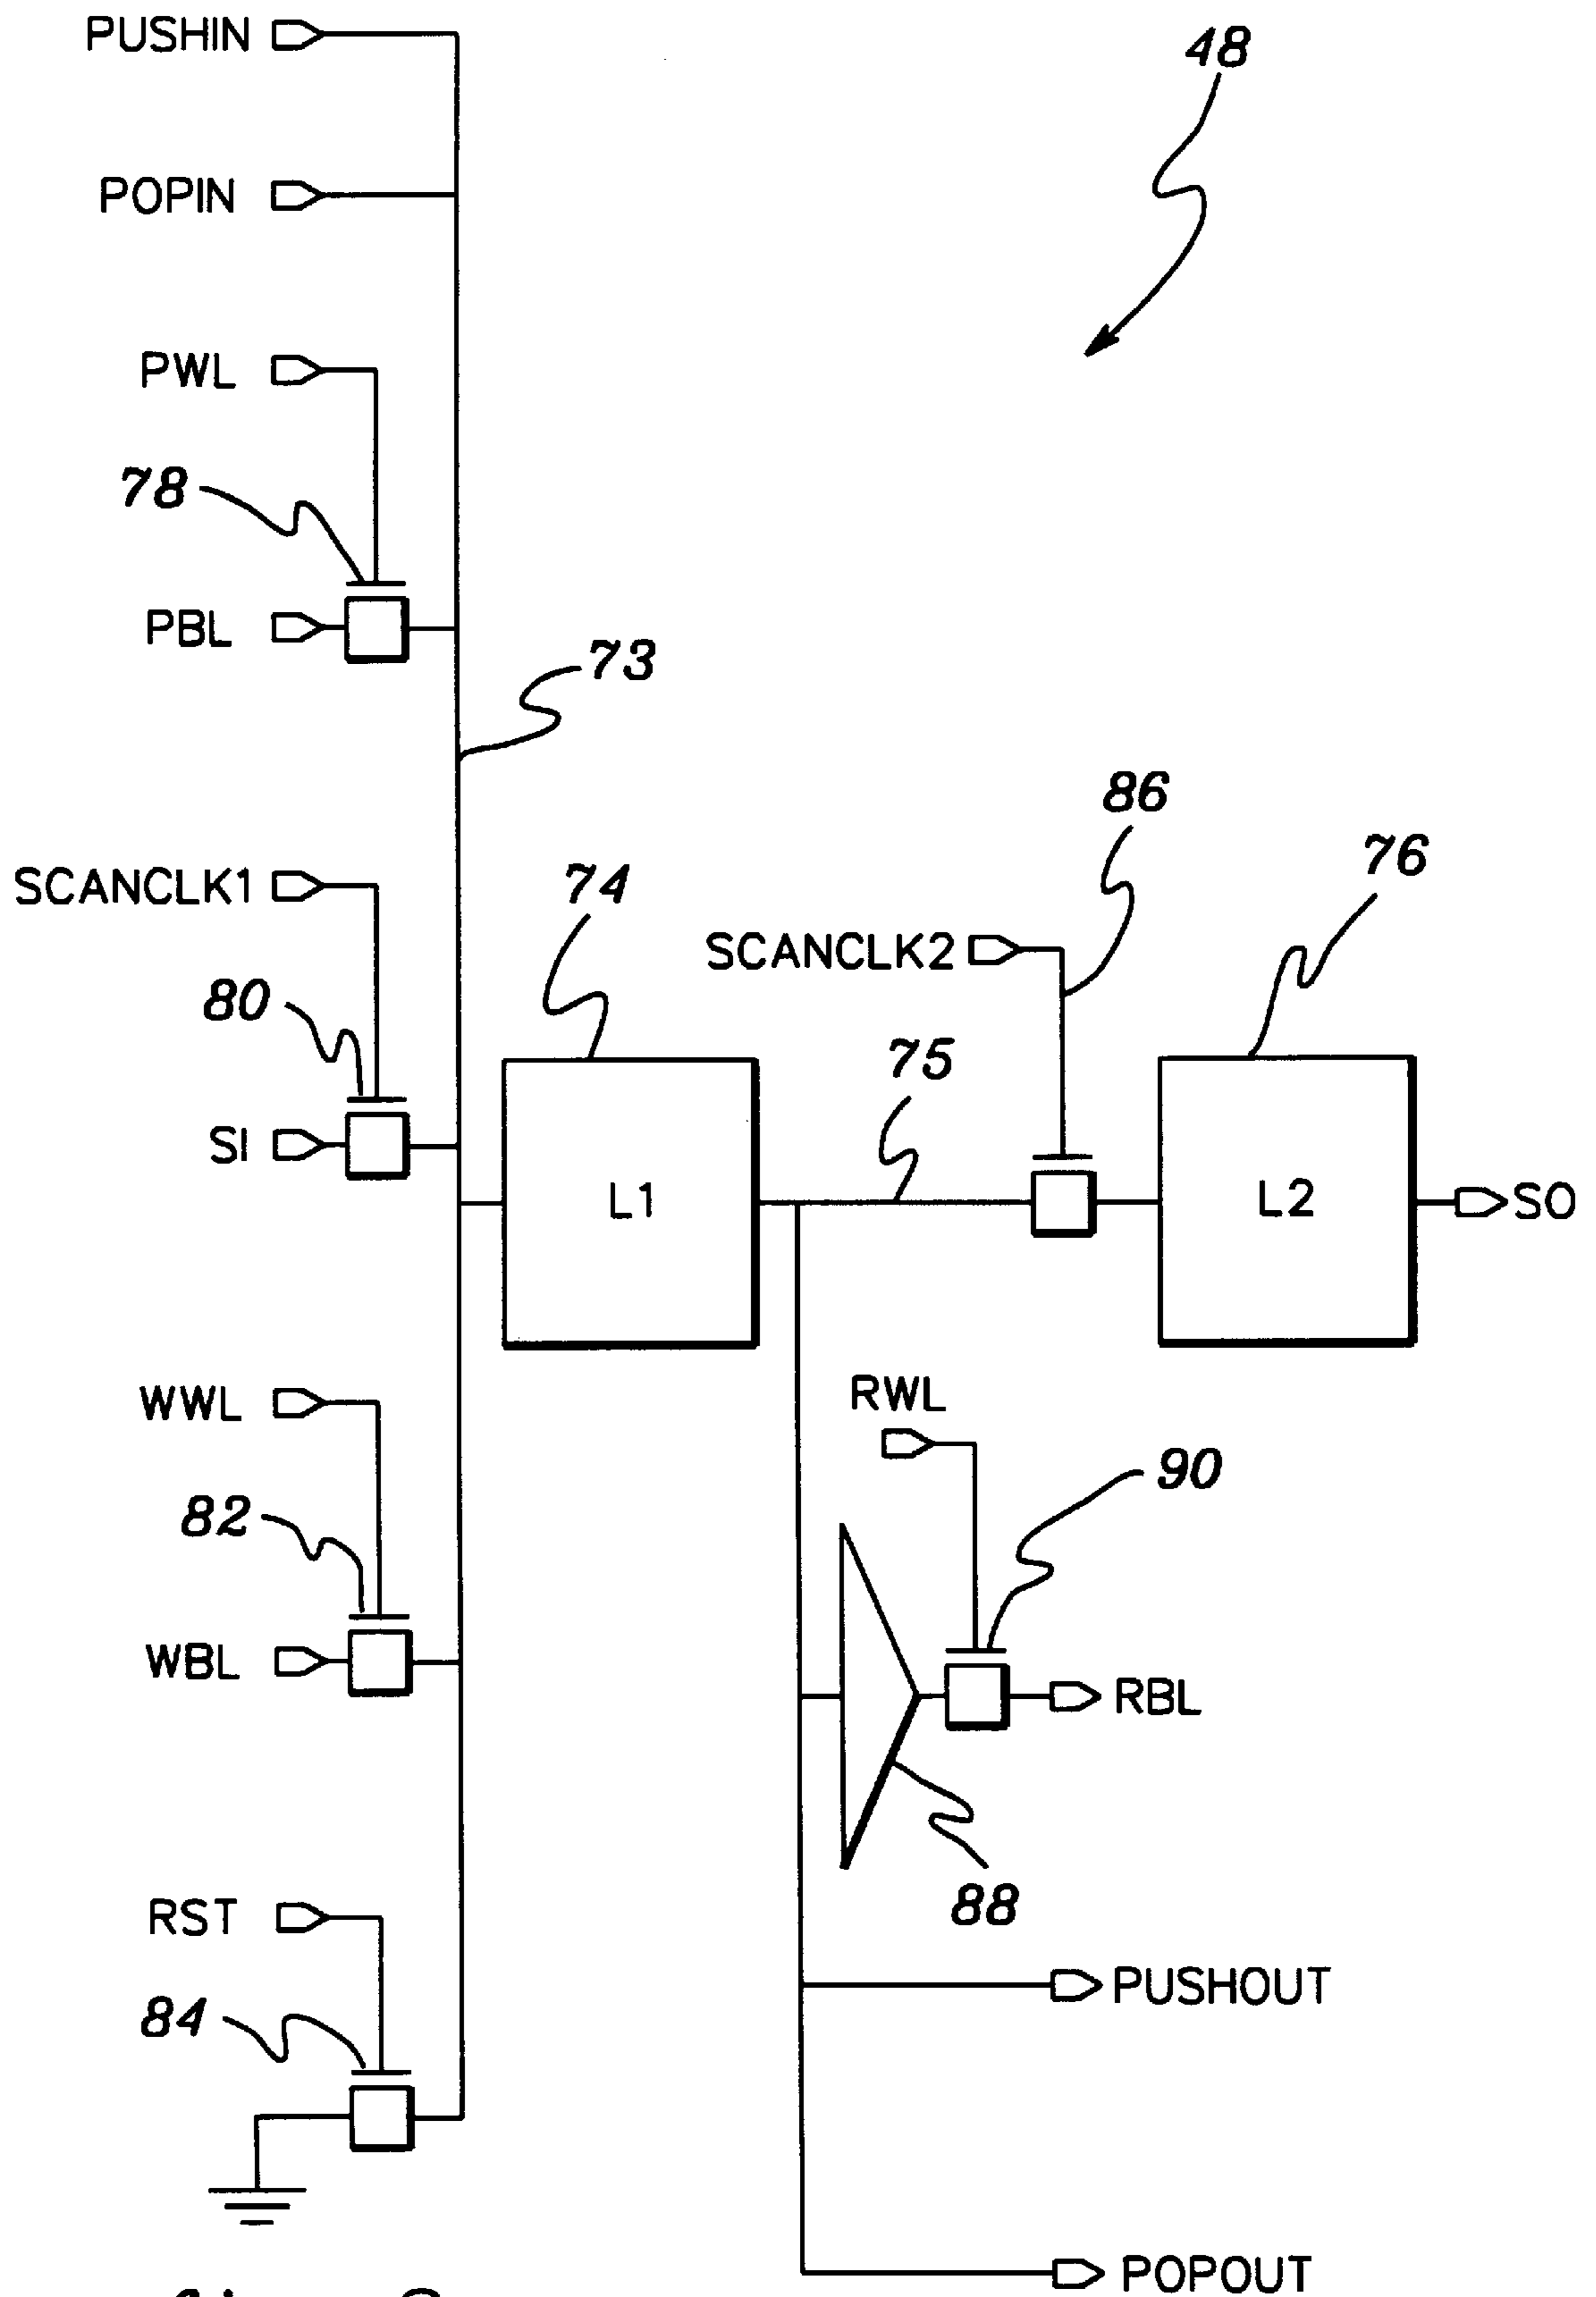 PUSHIN
48
POPIN
PWL
78
PBL
73
86
76
SCANCLK1
74
SCANCLK2
80
75
SI
L1
L2
SO
WWL
RWL
90
82
WBL
RBL
RST
88
PUSHOUT
84
POPOUT